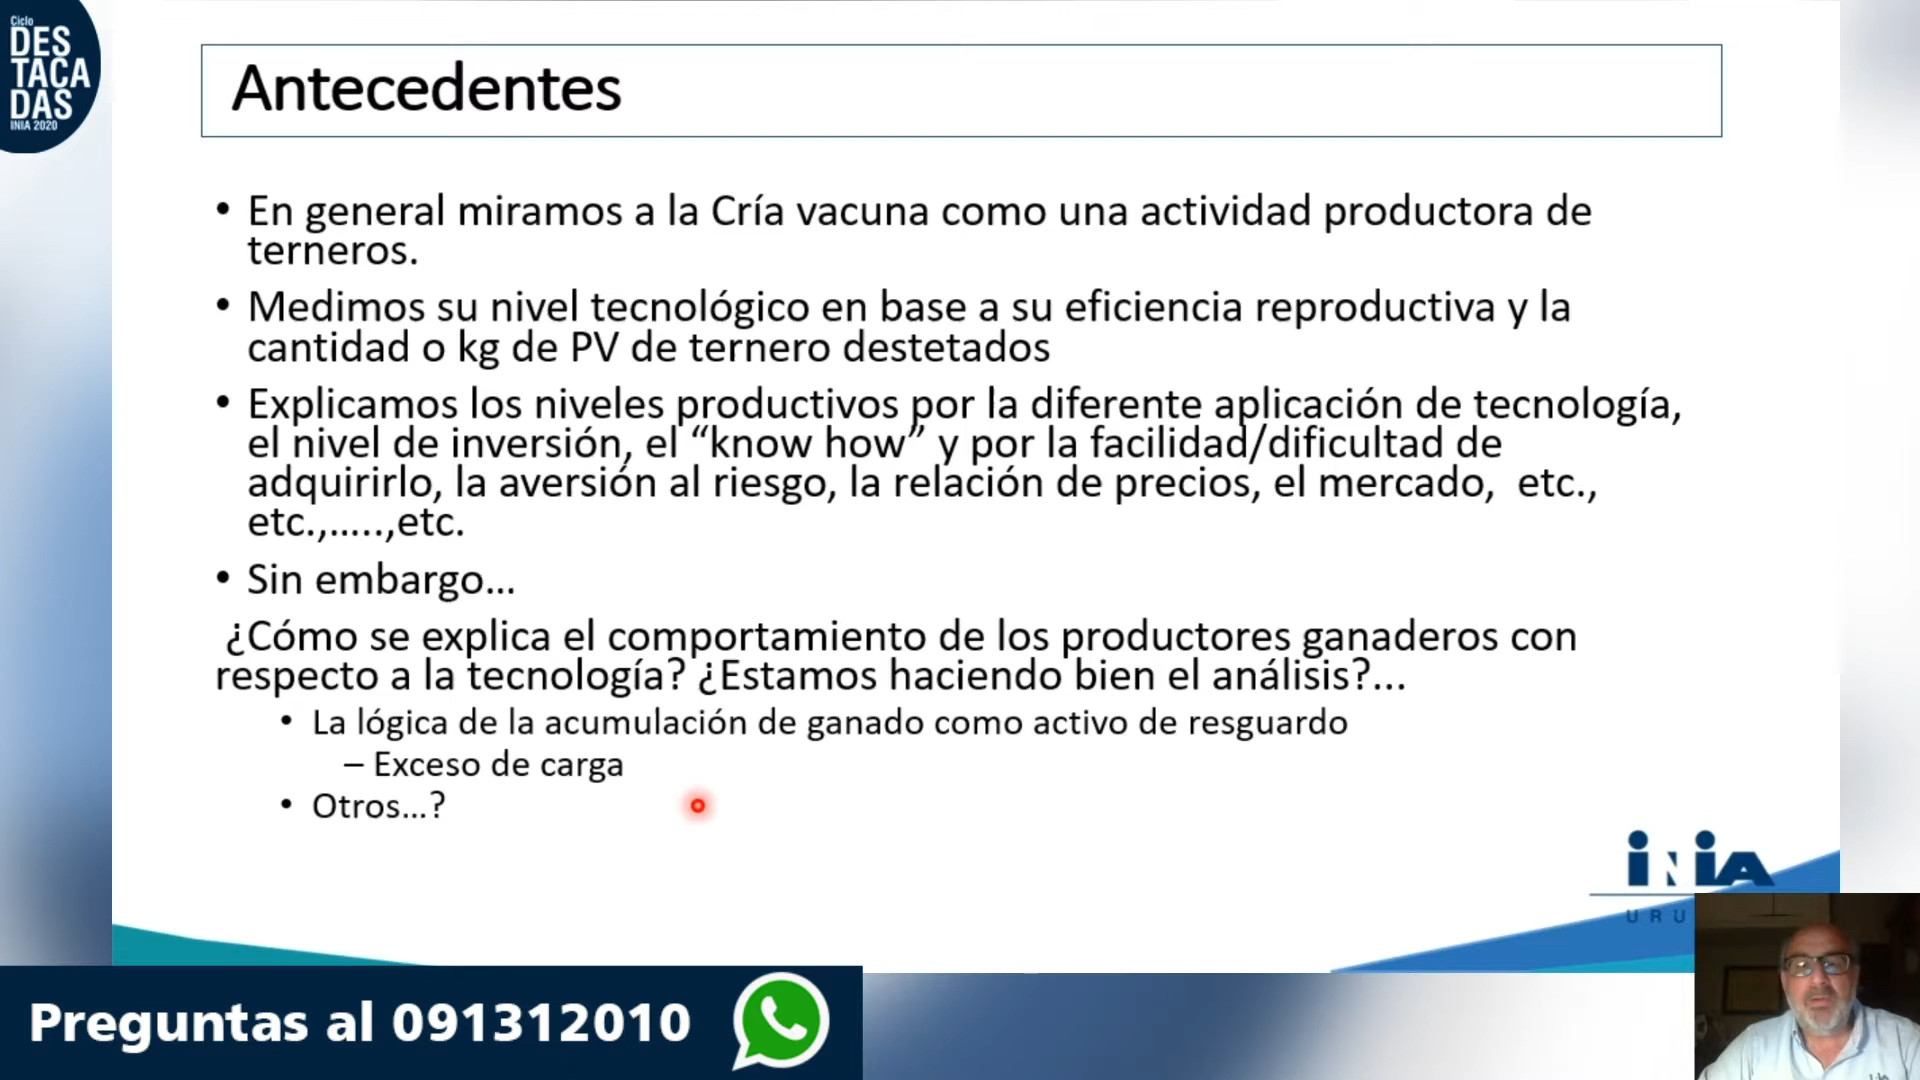 Ciclo
DES
TACA
DAS
INIA 2020
Antecedentes
• En general miramos a la Cría vacuna como una actividad productora de
terneros.
• Medimos su nivel tecnológico en base a su eficiencia reproductiva y la
cantidad o kg de PV de ternero destetados
• Explicamos los niveles productivos por la diferente aplicación de tecnología,
el nivel de inversión, el “know how” y por la facilidad/dificultad de
adquirirlo, la aversión al riesgo, la relación de precios, el mercado,  etc.,
etc.,…..,etc.
• Sin embargo…
¿Cómo se explica el comportamiento de los productores ganaderos con
respecto a la tecnología? ¿Estamos haciendo bien el análisis?...
• La lógica de la acumulación de ganado como activo de resguardo
– Exceso de carga
• Otros…?
iNiA
URU
Preguntas al 091312010